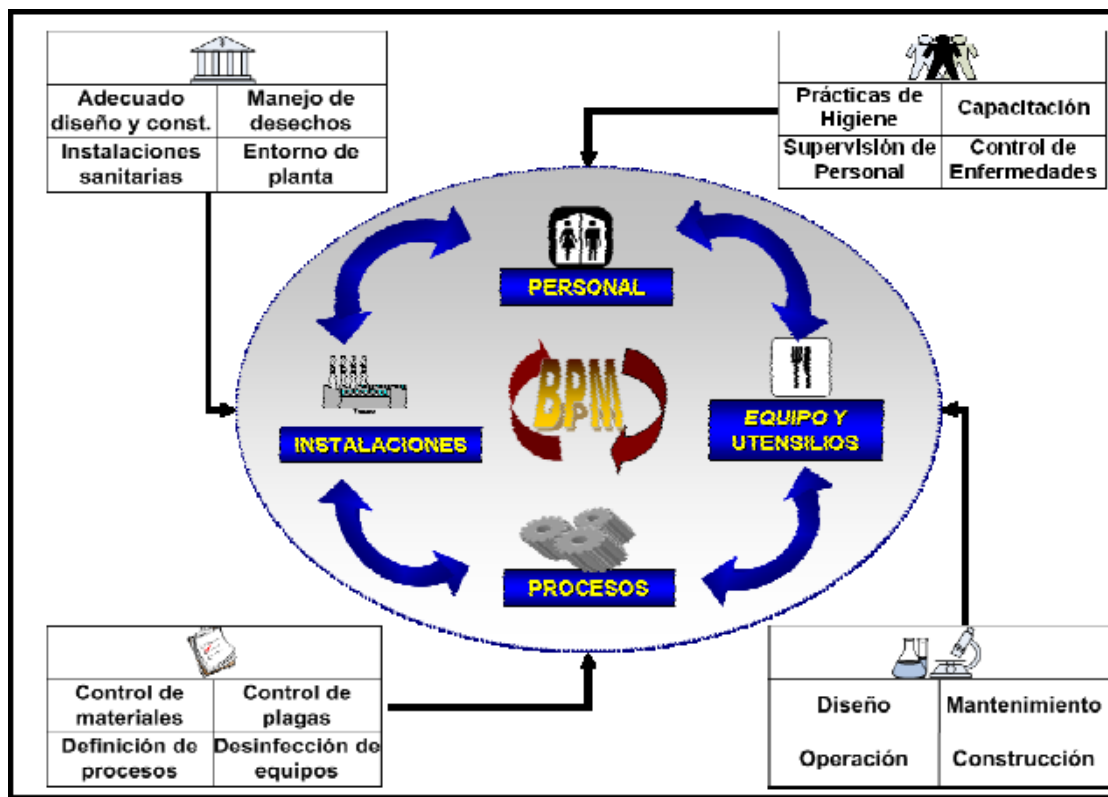 Adecuado
diseño y const.
Manejo de
desechos
Instalaciones
sanitarias
Entorno de
planta
Prácticas de
Higiene
Capacitación
Supervisión de
Personal
Control de
Enfermedades
PERSONAL
INSTALACIONES
BPM
EQUIPO Y
UTENSILIOS
PROCESOS
Control de
materiales
Control de
plagas
Definición de
procesos
Desinfección de
equipos
Diseño
Mantenimiento
Operación
Construcción